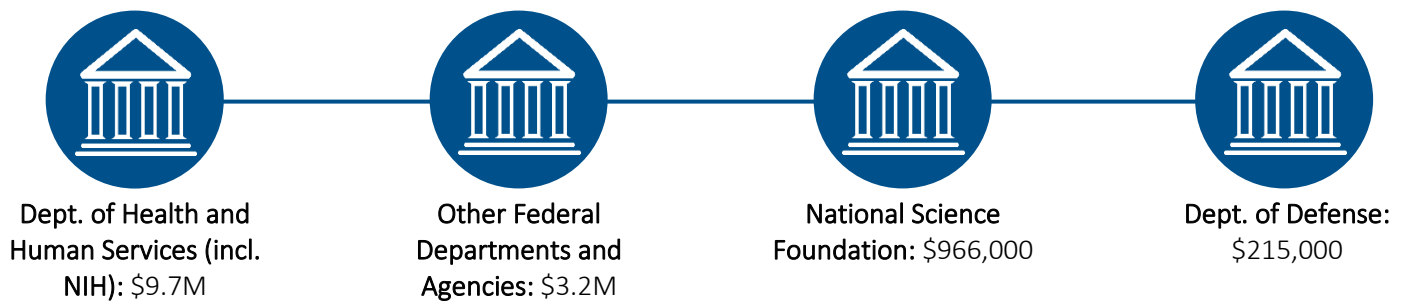 Dept. of Health and
Human Services (incl.
NIH): $9.7M
Other Federal
Departments and
Agencies: $3.2M
National Science
Foundation: $966,000
Dept. of Defense:
$215,000